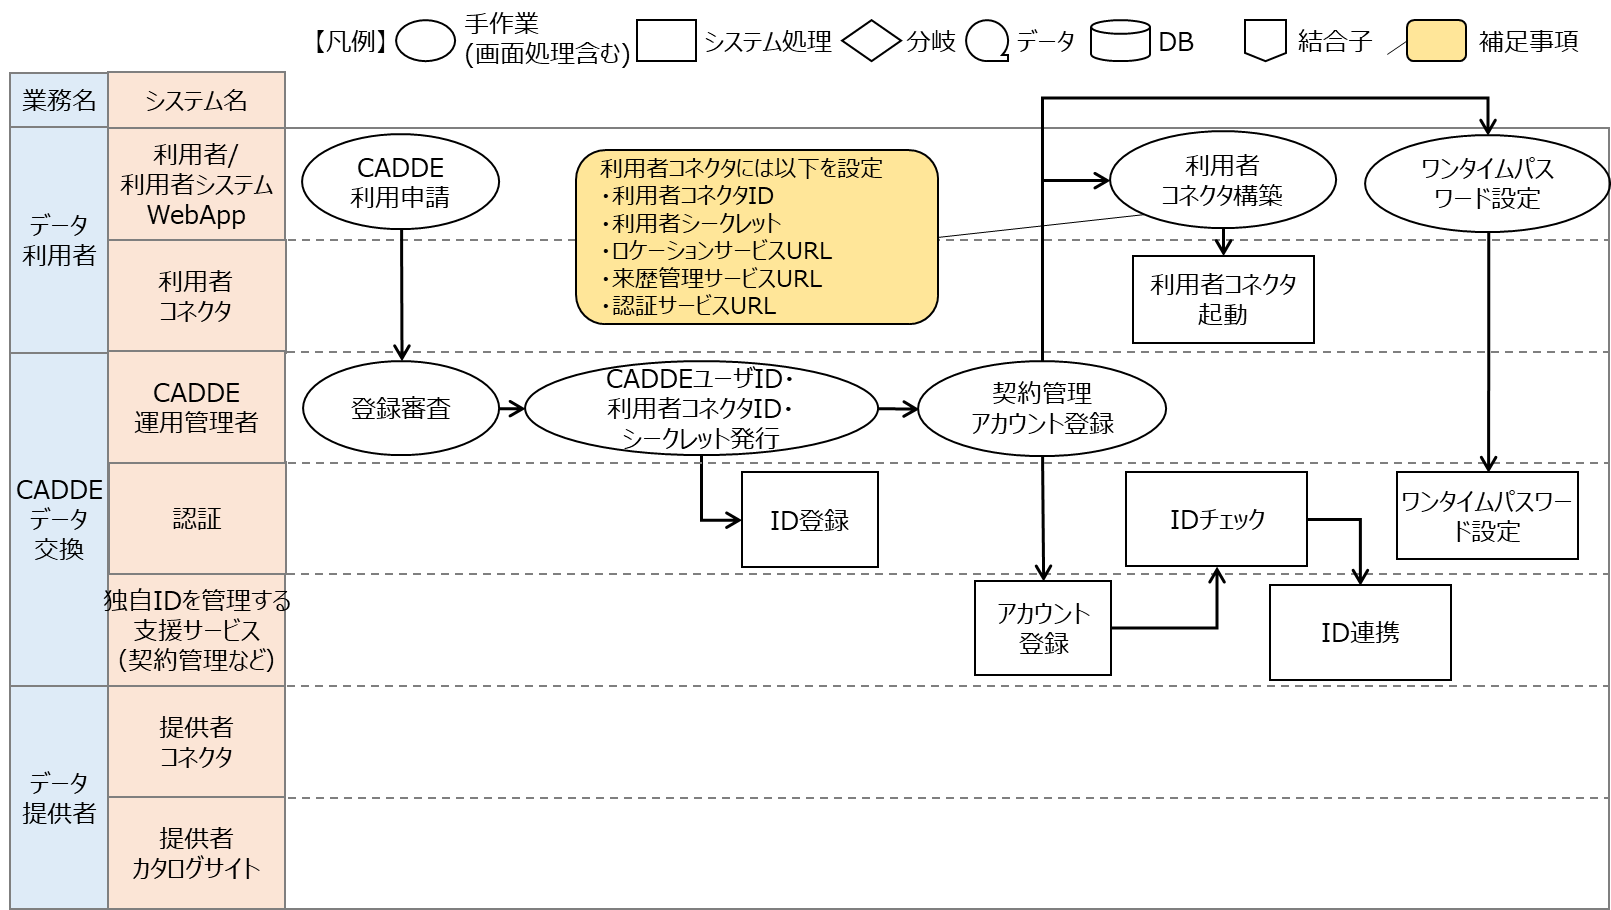 【凡例】
手作業
(画面処理含む)
システム処理
分岐
データ
DB
結合子
補足事項
業務名
システム名
データ
利用者
利用者/
利用者システム
WebApp
CADDE
利用申請
利用者コネクタには以下を設定
・利用者コネクタID
・利用者シークレット
・ロケーションサービスURL
・来歴管理サービスURL
・認証サービスURL
利用者
コネクタ構築
ワンタイムパス
ワード設定
利用者
コネクタ
利用者コネクタ
起動
CADDE
データ
交換
CADDE
運用管理者
登録審査
CADDEユーザID・
利用者コネクタID・
シークレット発行
契約管理
アカウント登録
認証
ID登録
IDチェック
ワンタイムパスワー
ド設定
独自IDを管理する
支援サービス
(契約管理など)
アカウント
登録
ID連携
データ
提供者
提供者
コネクタ
提供者
カタログサイト